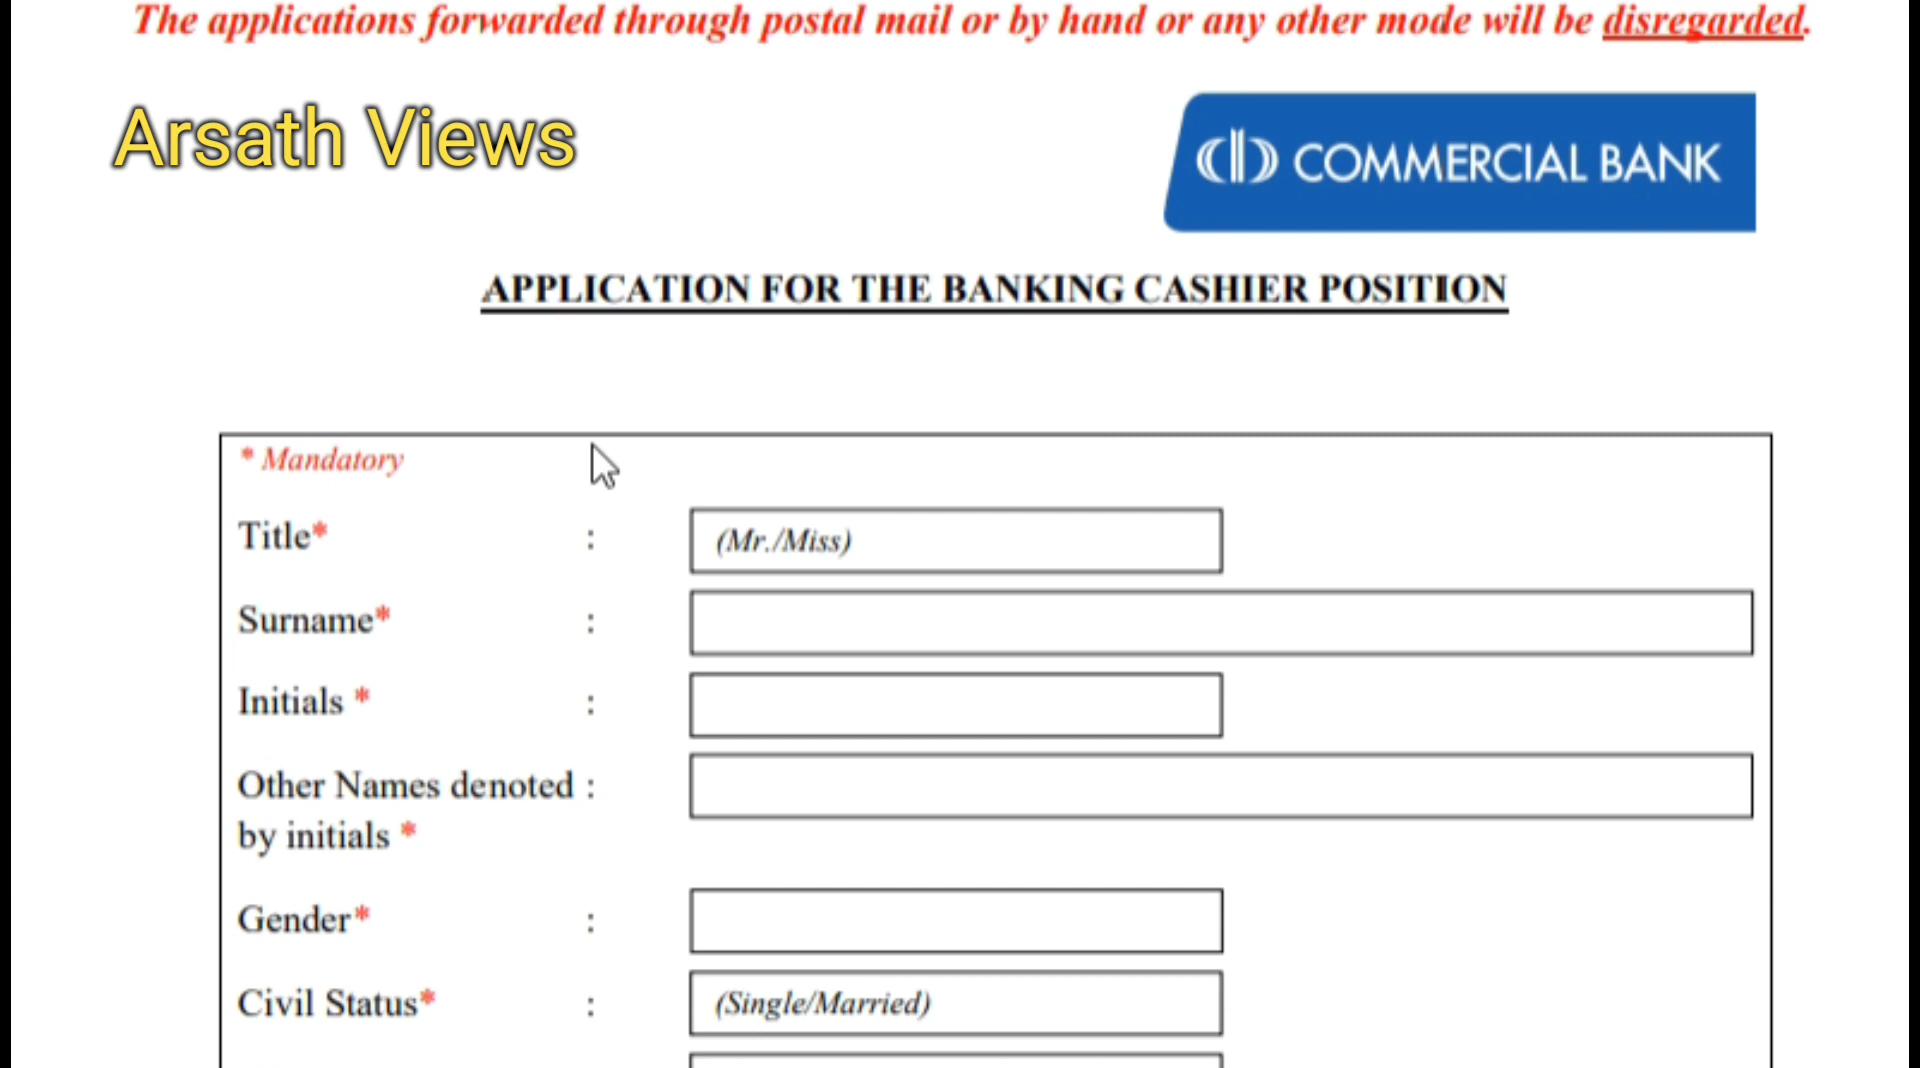 The applications forwarded through postal mail or by hand or any other mode will be disregarded.
Arsath Views
COMMERCIAL BANK
APPLICATION FOR THE BANKING CASHIER POSITION
* Mandatory
Title* : (Mr./Miss)
Surname* :
Initials * :
Other Names denoted :
by initials *
Gender* :
Civil Status* : (Single/Married)